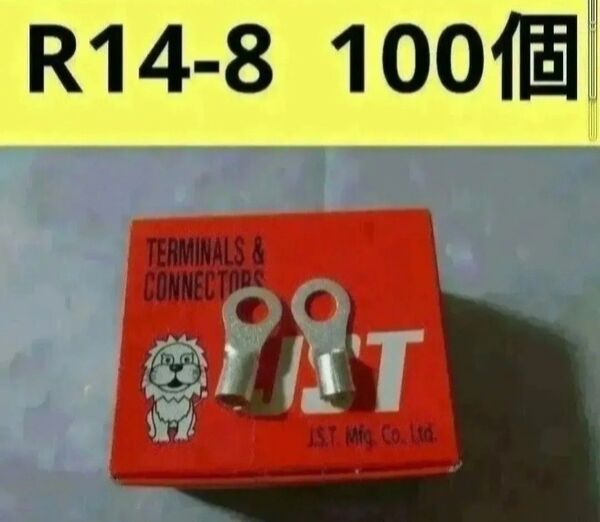 R14-8 100個
TERMINALS &
CONNECTORS
JST
J.S.T. Mfg. Co., Ltd.